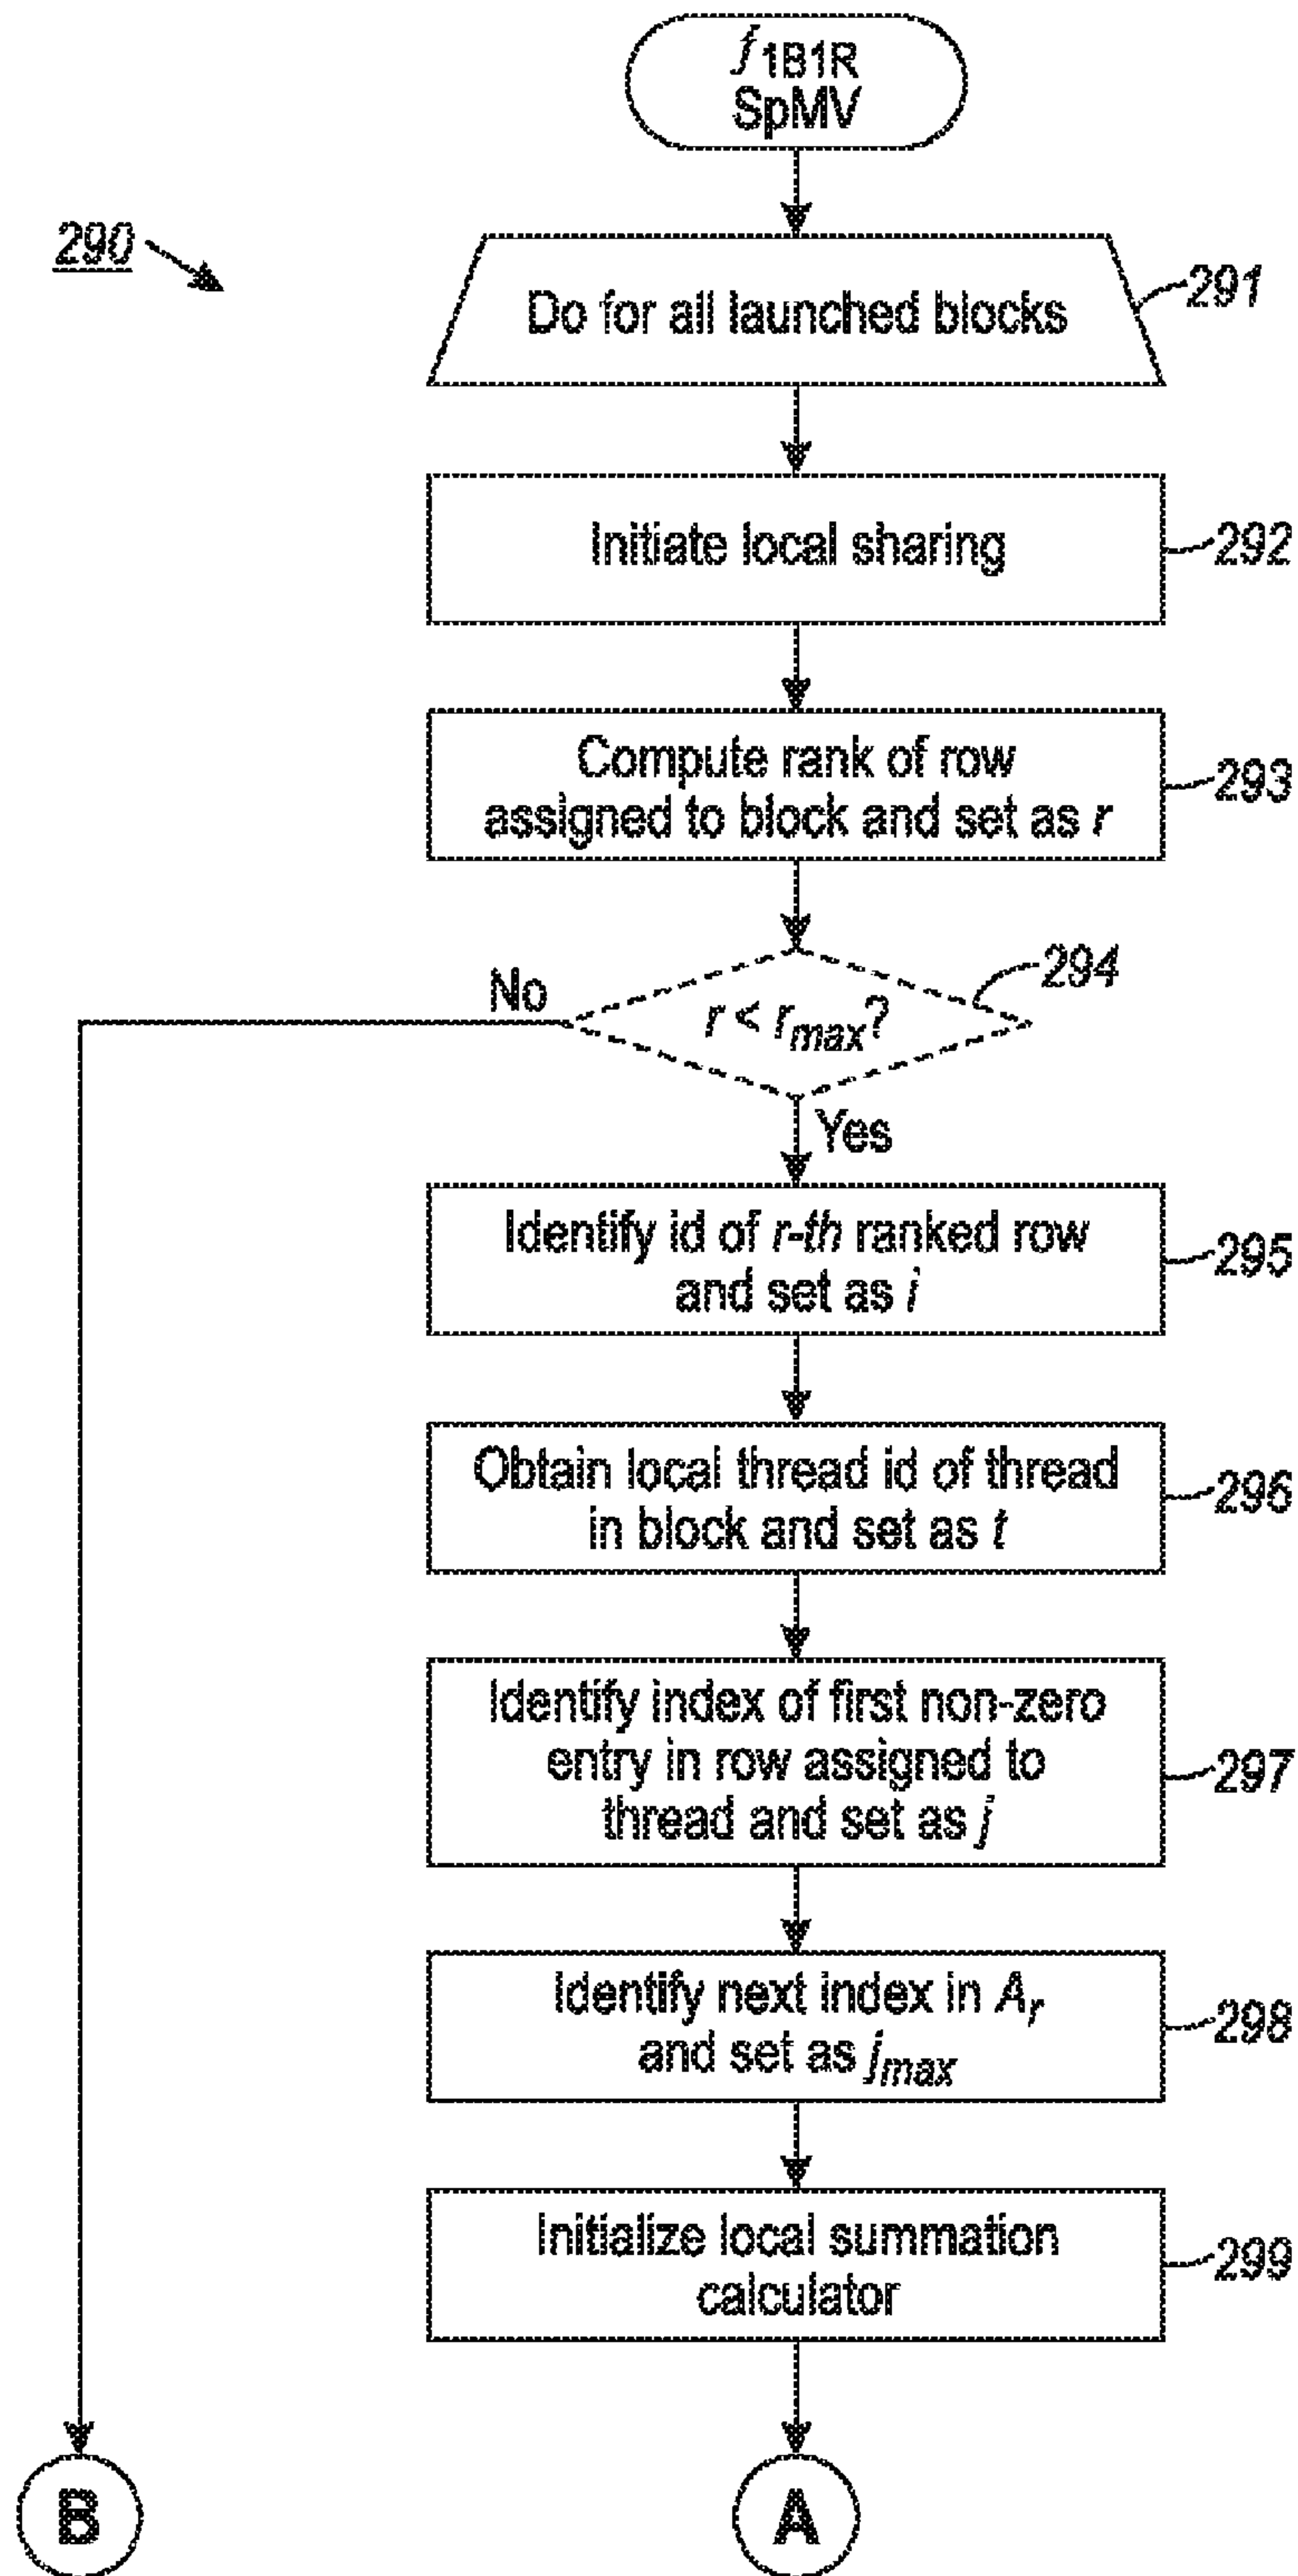 f1B1R
SpMV
290
Do for all launched blocks
291
Initiate local sharing
292
Compute rank of row
assigned to block and set as r
293
294
No
r < rmax?
Yes
Identify id of r-th ranked row
and set as i
295
Obtain local thread id of thread
in block and set as t
296
Identify index of first non-zero
entry in row assigned to
thread and set as j
297
Identify next index in Ar
and set as jmax
298
Initialize local summation
calculator
299
B
A